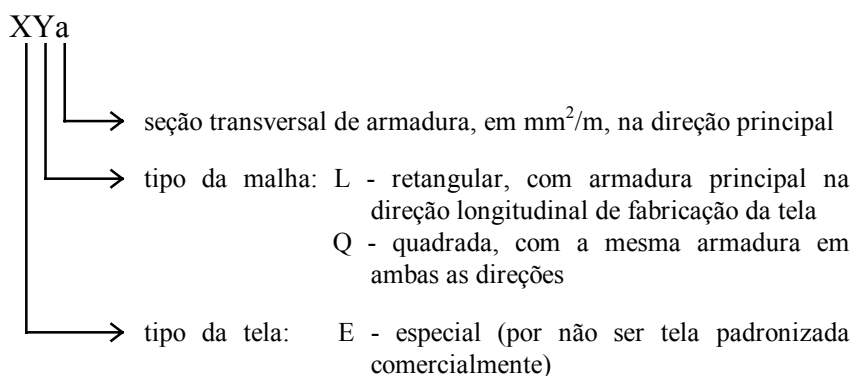 XYa
seção transversal de armadura, em mm²/m, na direção principal
tipo da malha: L - retangular, com armadura principal na
direção longitudinal de fabricação da tela
Q - quadrada, com a mesma armadura em
ambas as direções
tipo da tela: E - especial (por não ser tela padronizada
comercialmente)